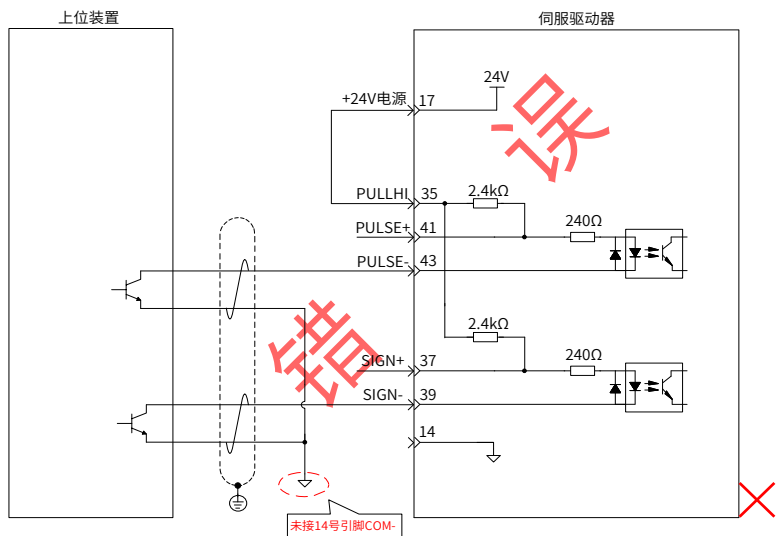 上位装置
伺服驱动器
24V
+24V电源
17
误
PULLHI
35
2.4kΩ
PULSE+
41
240Ω
PULSE-
43
错
2.4kΩ
SIGN+
37
240Ω
SIGN-
39
14
未接14号引脚COM-